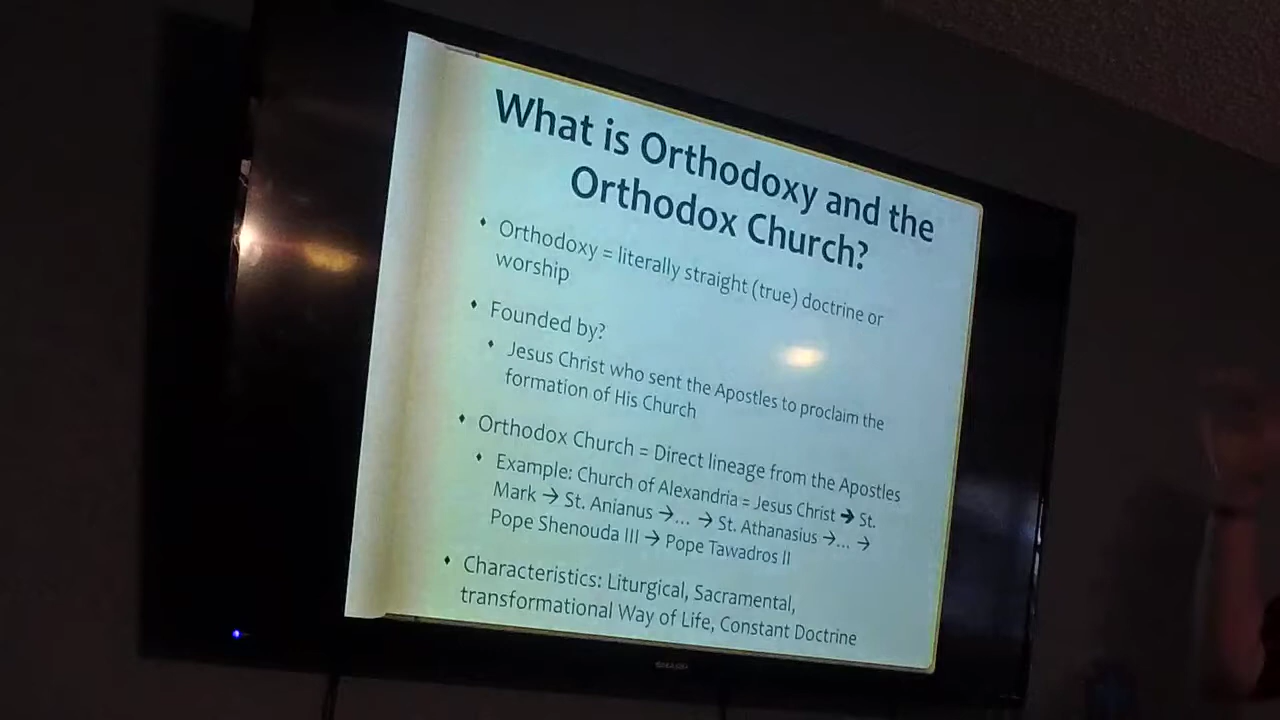 What is Orthodoxy and the
Orthodox Church?
• Orthodoxy = literally straight (true) doctrine or
worship
• Founded by?
• Jesus Christ who sent the Apostles to proclaim the
formation of His Church
• Orthodox Church = Direct lineage from the Apostles
• Example: Church of Alexandria = Jesus Christ → St.
Mark → St. Anianus →... → St. Athanasius →... →
Pope Shenouda III → Pope Tawadros II
• Characteristics: Liturgical, Sacramental,
transformational Way of Life, Constant Doctrine
SHARP